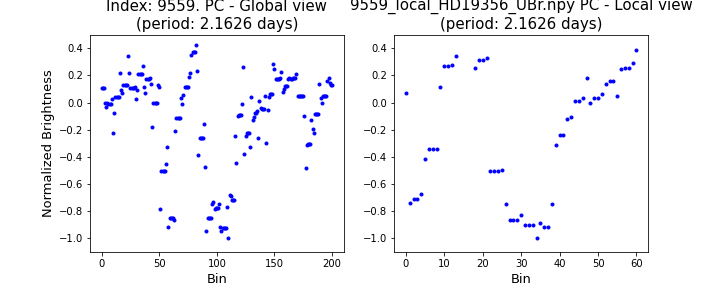 Index: 9559. PC - Global view
(period: 2.1626 days)
9559_local_HD19356_UBr.npy PC - Local view
(period: 2.1626 days)
Normalized Brightness
0.4
0.2
0.0
−0.2
−0.4
−0.6
−0.8
−1.0
0 50 100 150 200
Bin
0.4
0.2
0.0
−0.2
−0.4
−0.6
−0.8
−1.0
0 10 20 30 40 50 60
Bin